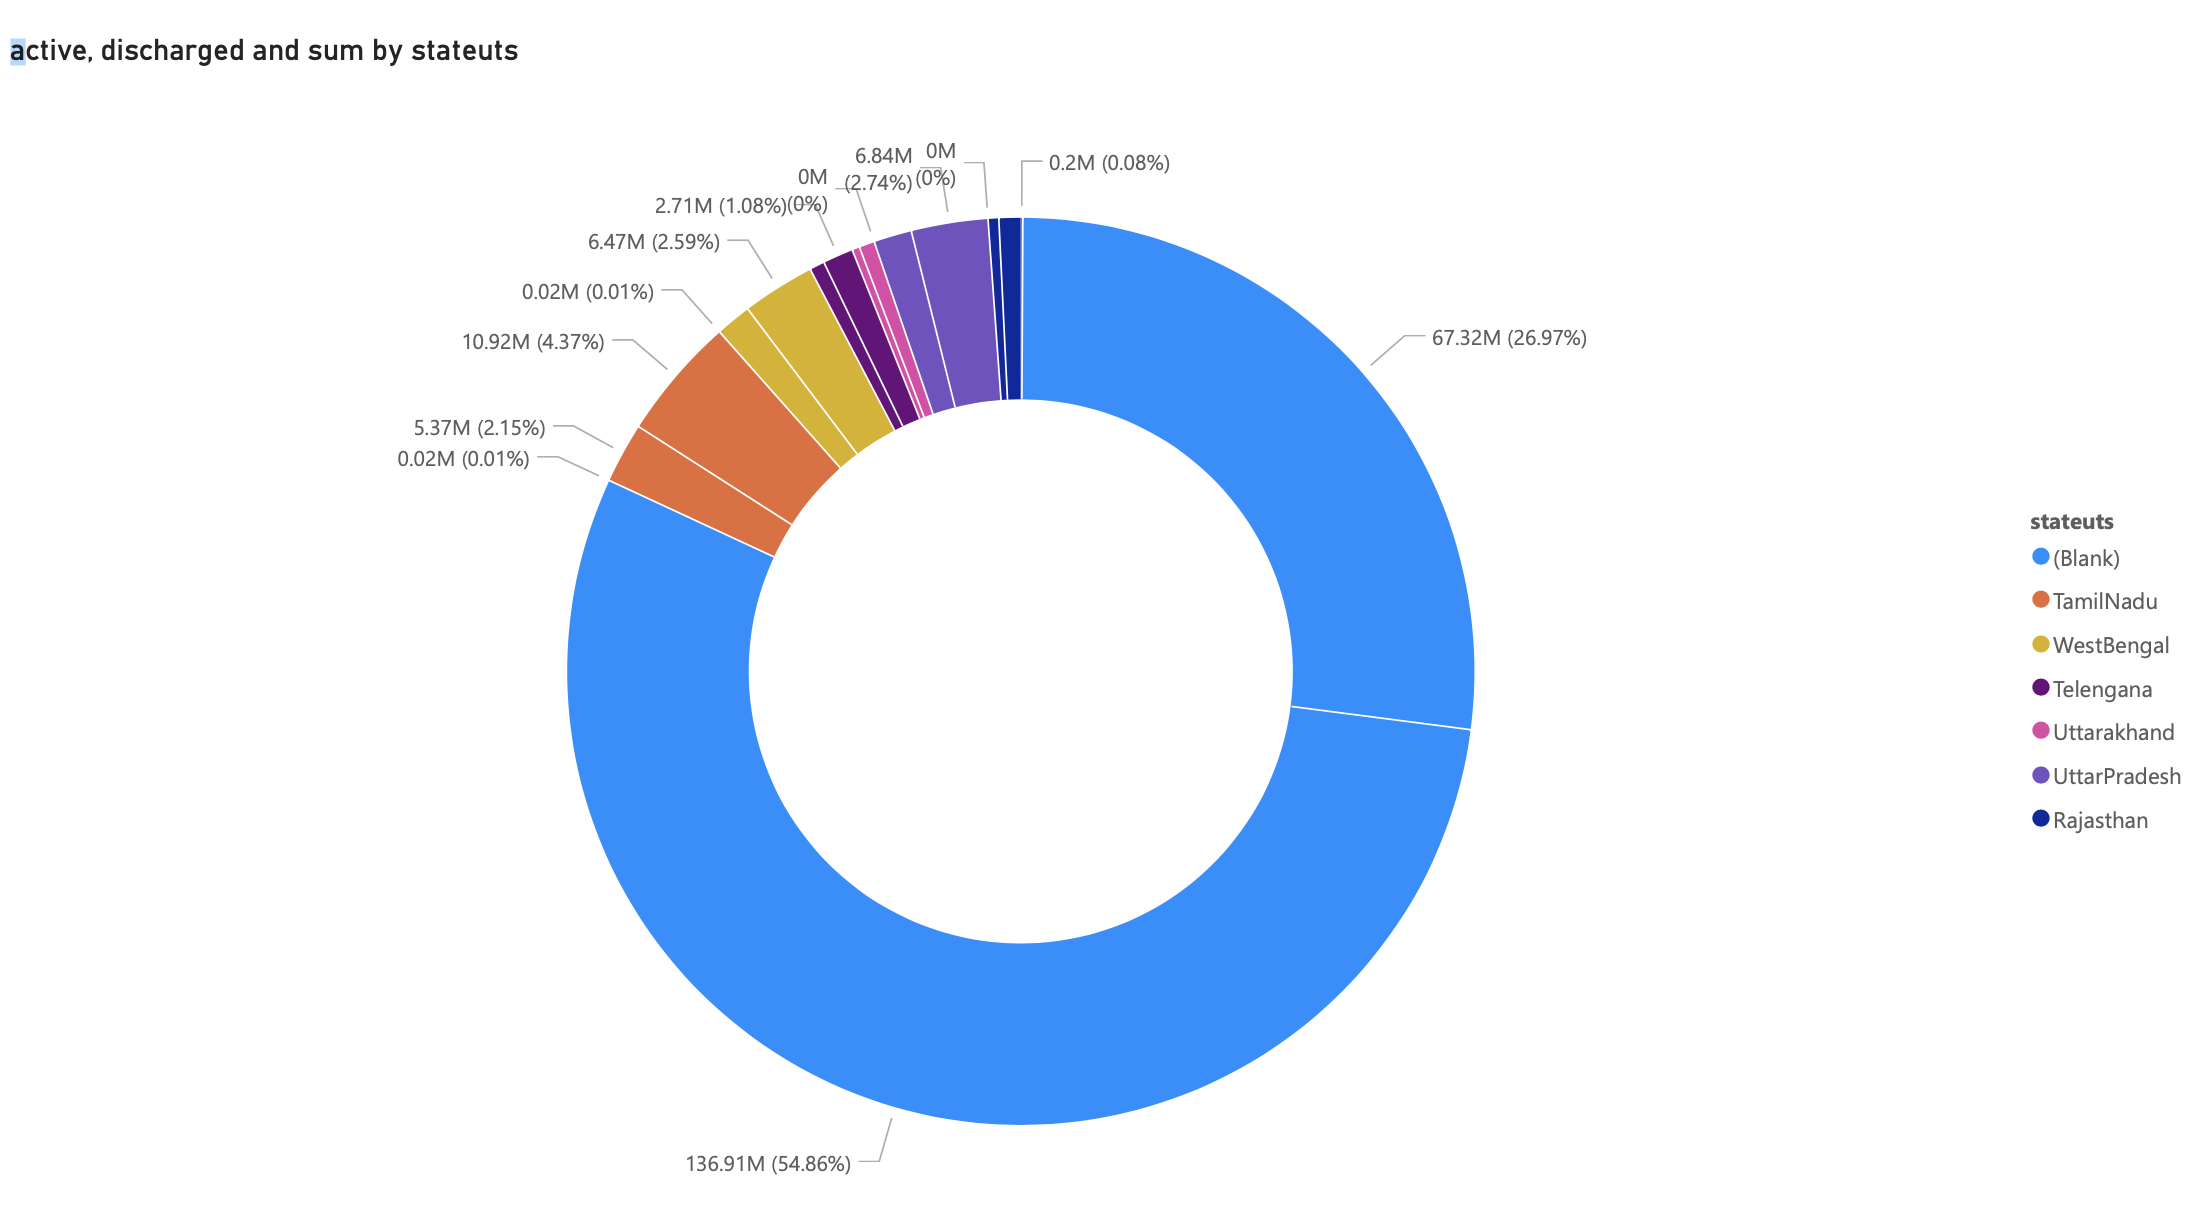 active, discharged and sum by stateuts
6.84M
(2.74%)
0M
(0%)
0.2M (0.08%)
0M
(0%)
2.71M (1.08%)
6.47M (2.59%)
0.02M (0.01%)
10.92M (4.37%)
5.37M (2.15%)
0.02M (0.01%)
67.32M (26.97%)
136.91M (54.86%)
stateuts
(Blank)
TamilNadu
WestBengal
Telengana
Uttarakhand
UttarPradesh
Rajasthan